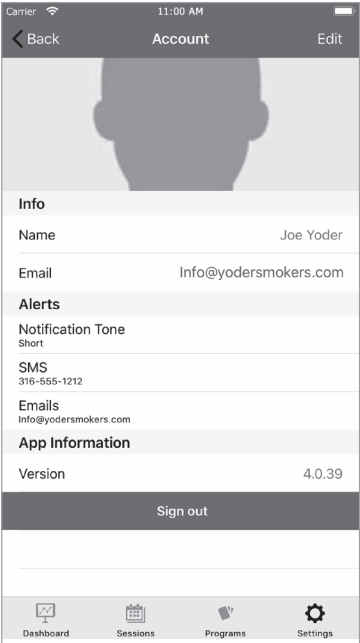 Carrier 11:00 AM
Back Account Edit
Info
Name Joe Yoder
Email Info@yodersmokers.com
Alerts
Notification Tone
Short
SMS
316-555-1212
Emails
Info@yodersmokers.com
App Information
Version 4.0.39
Sign out
Dashboard Sessions Programs Settings